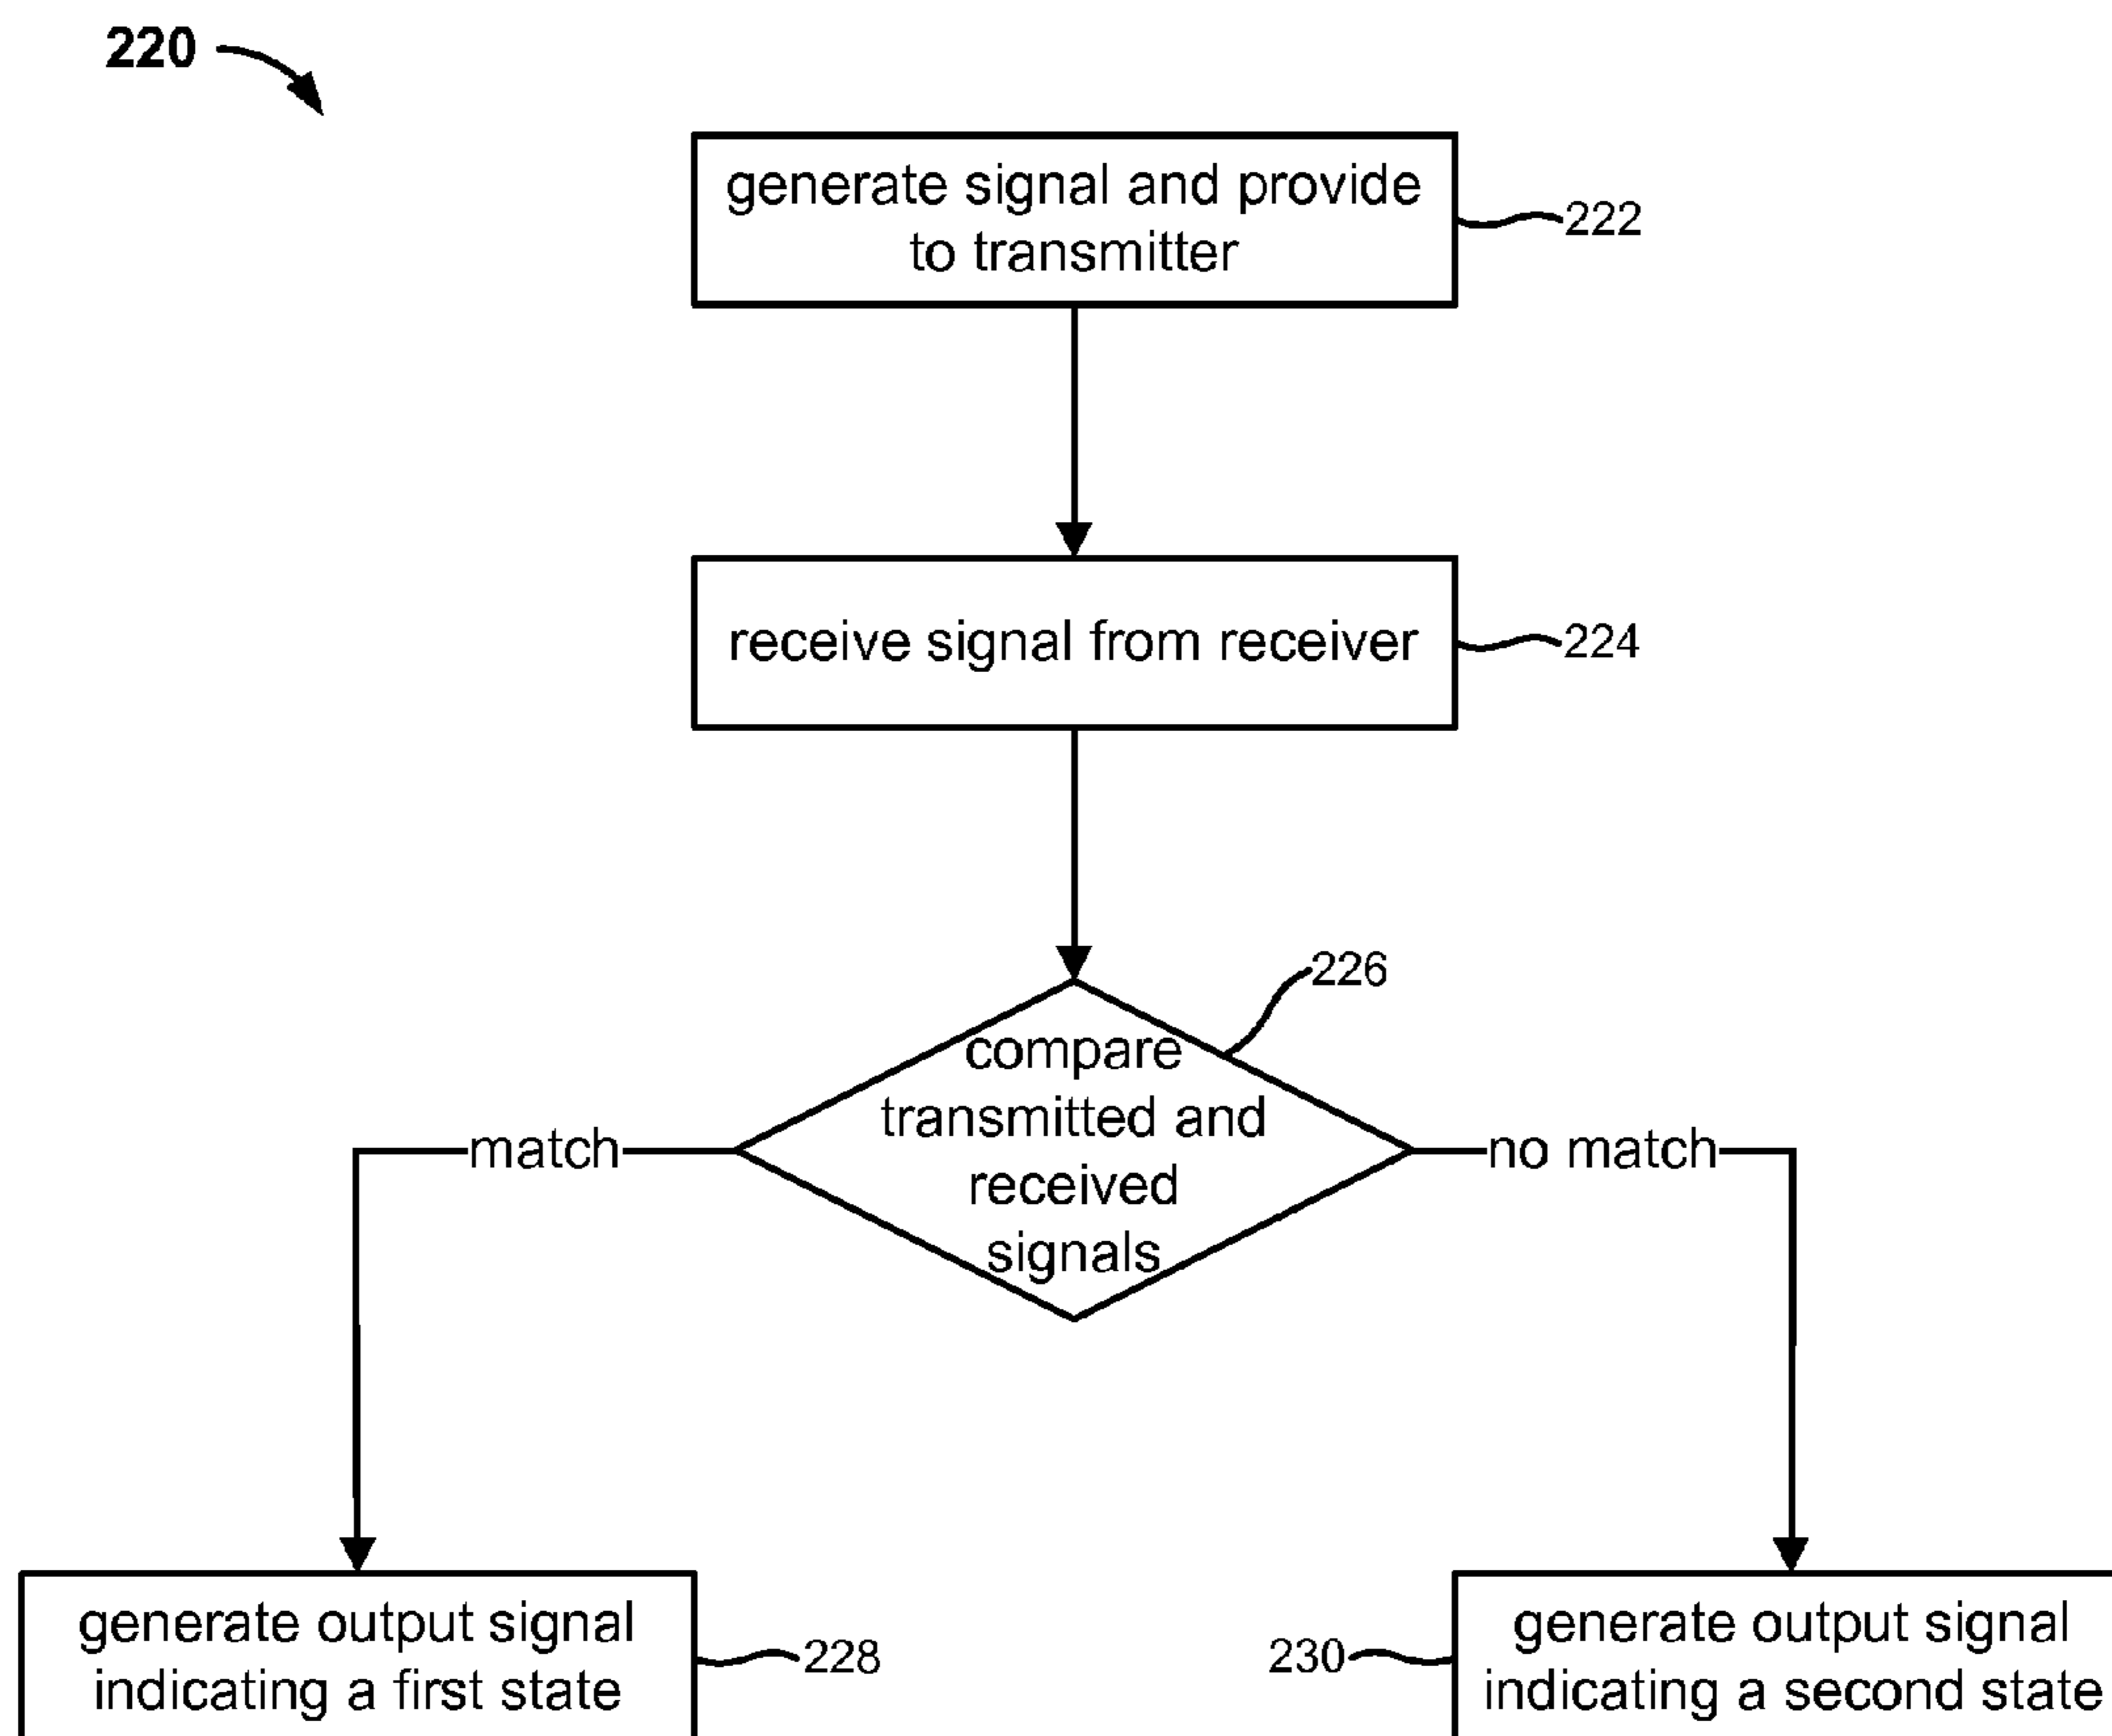 220
generate signal and provide
to transmitter
222
receive signal from receiver
224
226
compare
transmitted and
received
signals
match
no match
generate output signal
indicating a first state
228
230
generate output signal
indicating a second state